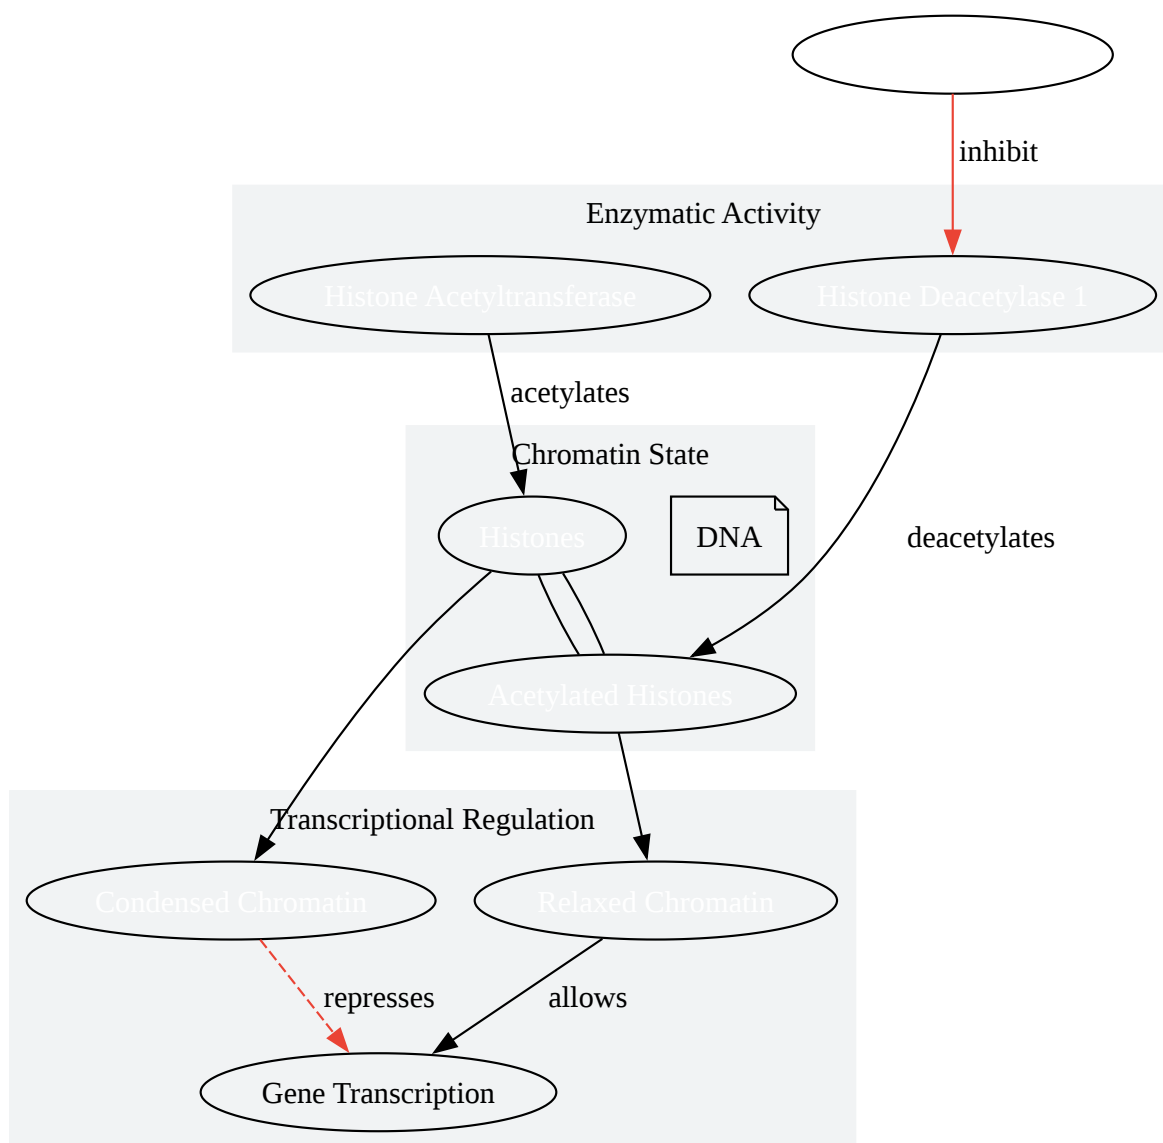 inhibit
Enzymatic Activity
Histone Acetyltransferase
Histone Deacetylase 1
acetylates
Chromatin State
Histones
DNA
deacetylates
Acetylated Histones
Transcriptional Regulation
Condensed Chromatin
Relaxed Chromatin
represses
allows
Gene Transcription